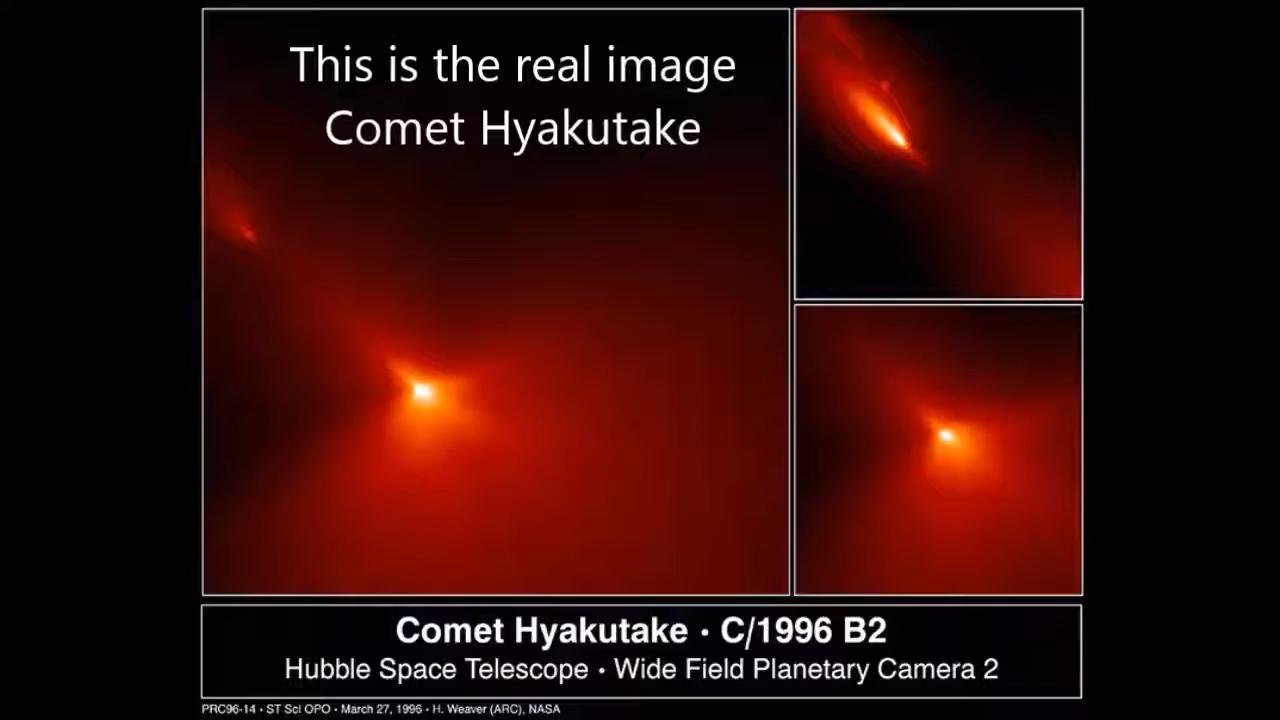 This is the real image
Comet Hyakutake
Comet Hyakutake · C/1996 B2
Hubble Space Telescope · Wide Field Planetary Camera 2
PRC96-14 · ST ScI OPO · March 27, 1996 · H. Weaver (ARC), NASA